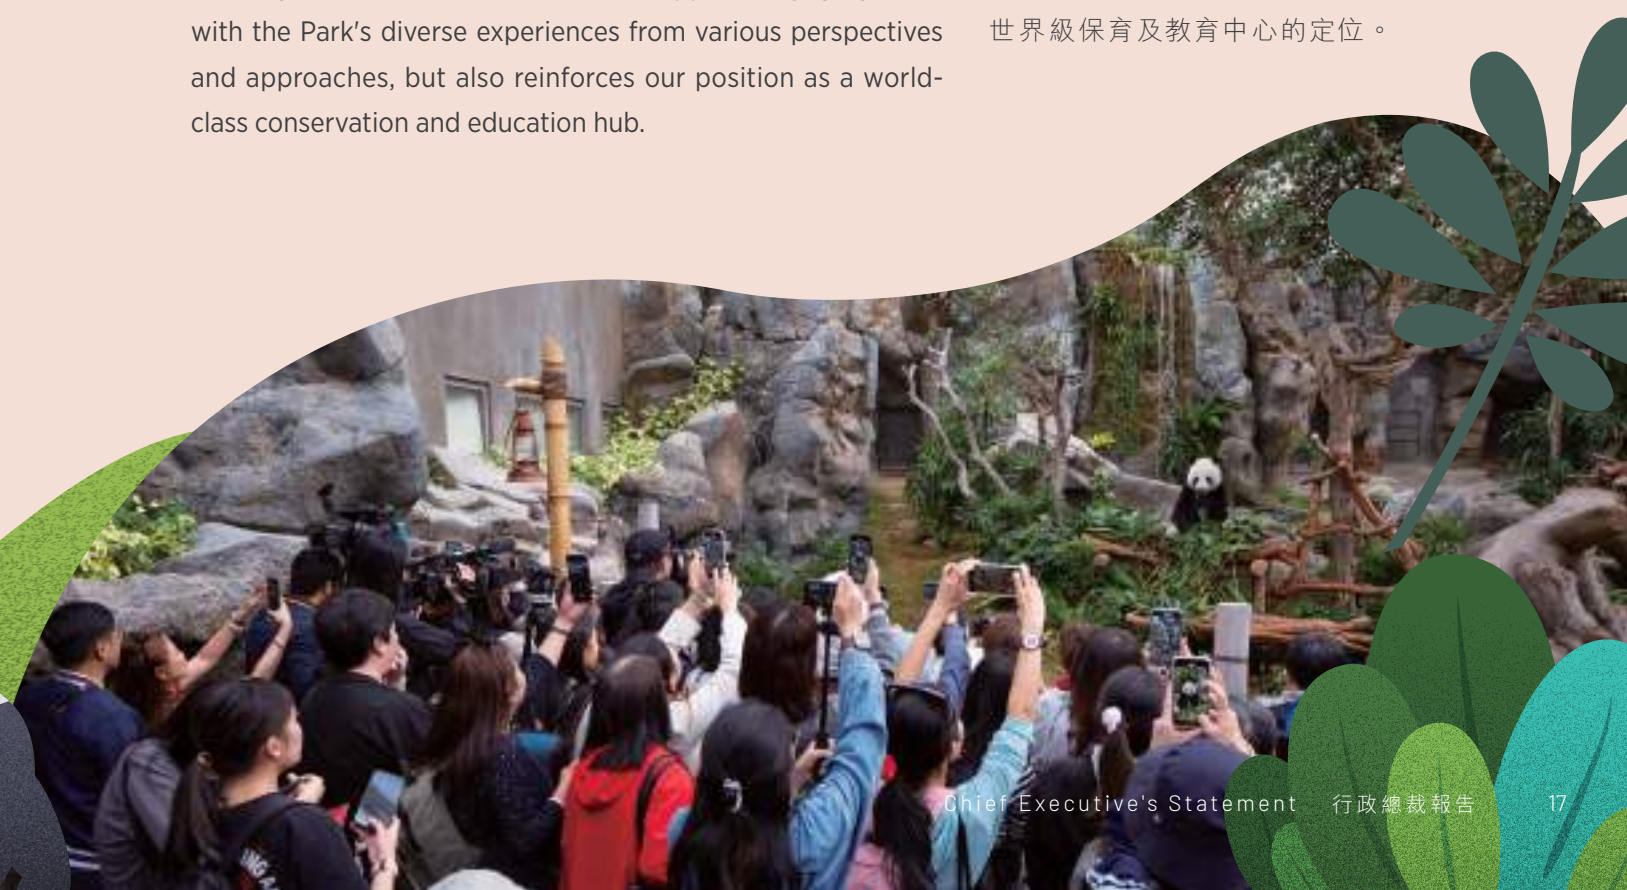 with the Park's diverse experiences from various perspectives
and approaches, but also reinforces our position as a world-
class conservation and education hub.
世界級保育及教育中心的定位。
Chief Executive's Statement 行政總裁報告 17